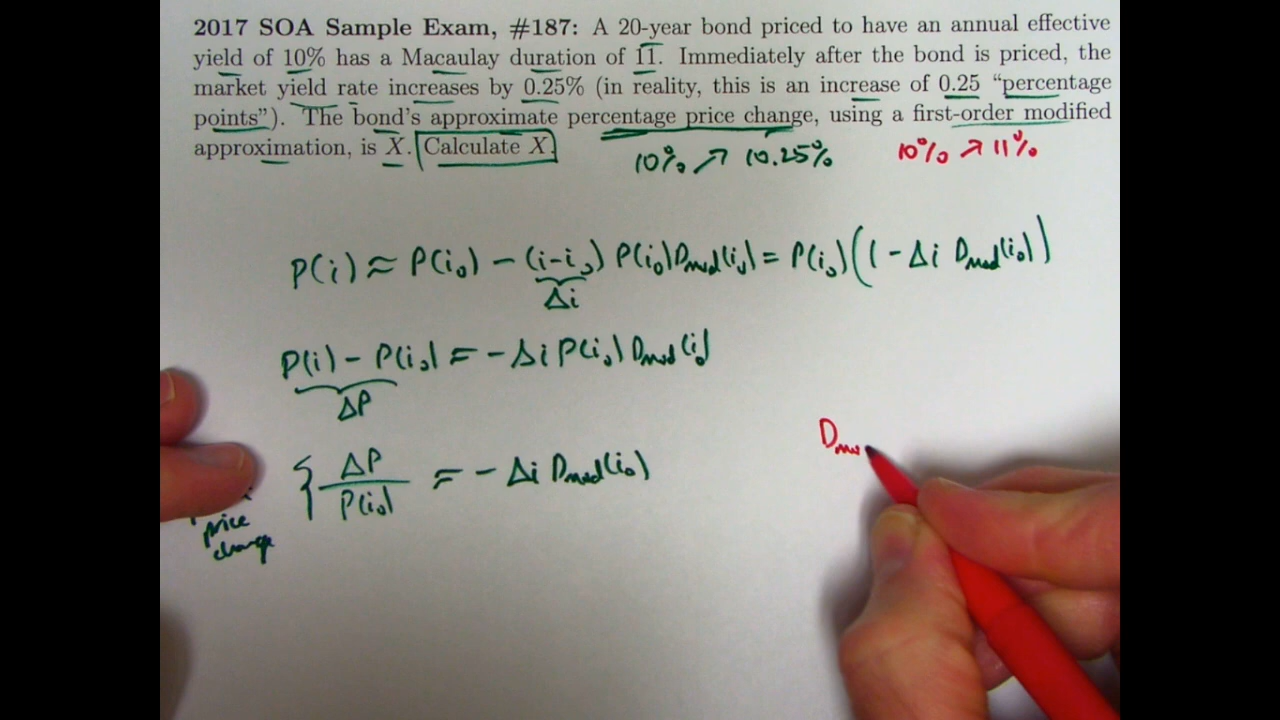 2017 SOA Sample Exam, #187: A 20-year bond priced to have an annual effective
yield of 10% has a Macaulay duration of 11. Immediately after the bond is priced, the
market yield rate increases by 0.25% (in reality, this is an increase of 0.25 “percentage
points”). The bond's approximate percentage price change, using a first-order modified
approximation, is X. Calculate X.
10% ↗ 10.25% 10% ↗ 11%
P(i) ≈ P(i₀) − (i−i₀) P(i₀) Dmod(i₀) = P(i₀)(1 − Δi Dmod(i₀))
Δi
P(i) − P(i₀) ≈ −Δi P(i₀) Dmod(i₀)
ΔP
ΔP / P(i₀) ≈ −Δi Dmod(i₀)
Dmo
price
change